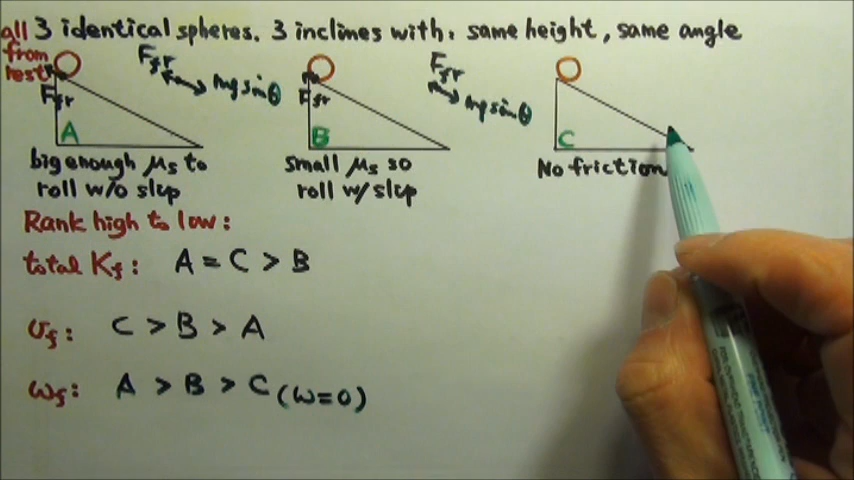 all 3 identical spheres. 3 inclines with: same height, same angle
from rest
Ffr
Ffr mg sinθ
A
big enough μs to
roll w/o slip
Ffr
Ffr mg sinθ
B
small μs so
roll w/ slip
C
No friction
Rank high to low:
total Kf: A = C > B
vf: C > B > A
ωf: A > B > C (ω=0)